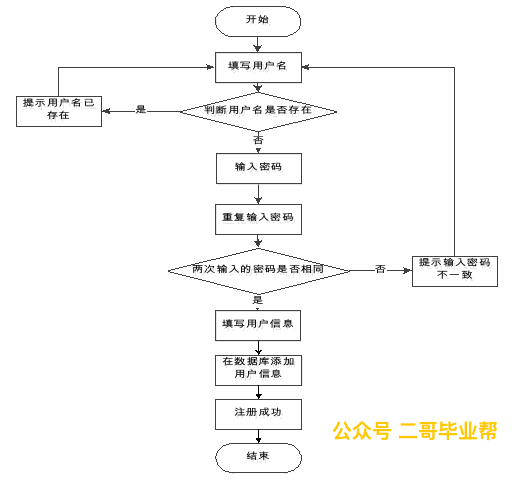 开始
填写用户名
提示用户名已
存在
是
判断用户名是否存在
否
输入密码
重复输入密码
两次输入的密码是否相同
否
提示输入密码
不一致
是
填写用户信息
在数据库添加
用户信息
注册成功
公众号 二哥毕业帮
结束